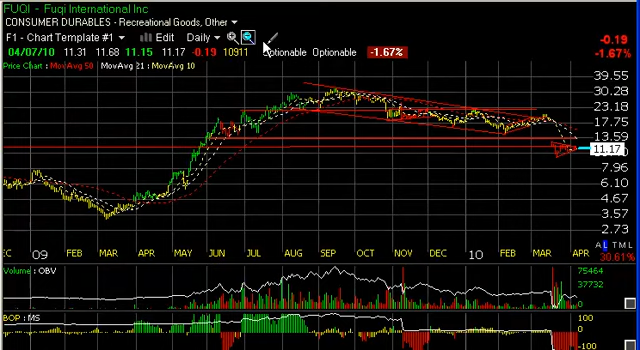 FUQI - Fuqi International Inc
CONSUMER DURABLES - Recreational Goods, Other
F1 - Chart Template #1 Edit Daily
04/07/10 11.31 11.68 11.15 11.17 -0.19 10911 Optionable Optionable -1.67%
-0.19
-1.67%
Price Chart : MovAvg 50 MovAvg 21 : MovAvg 10
39.55
30.28
23.18
17.75
13.59
11.17
7.96
6.10
4.67
3.57
2.73
09 FEB MAR APR MAY JUN JUL AUG SEP OCT NOV DEC 10 FEB MAR APR
A L T M L
30.61%
Volume : OBV
75464
37732
BOP : MS
100
0
-100